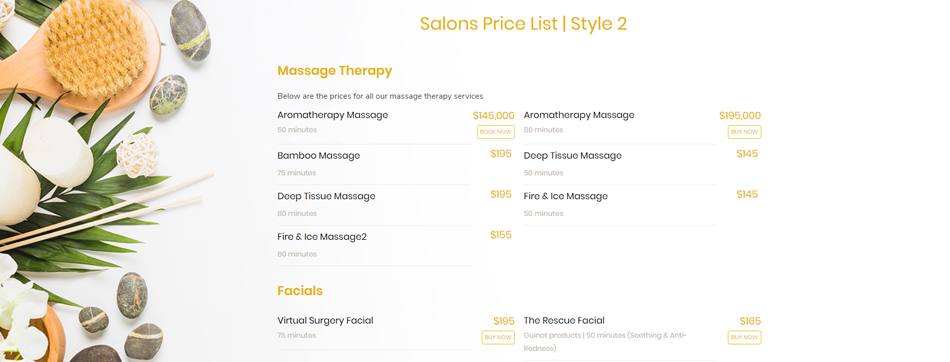 Salons Price List | Style 2
Massage Therapy
Below are the prices for all our massage therapy services
Aromatherapy Massage $145,000
50 minutes BOOK NOW
Bamboo Massage $195
75 minutes
Deep Tissue Massage $195
80 minutes
Fire & Ice Massage2 $155
80 minutes
Aromatherapy Massage $195,000
80 minutes BUY NOW
Deep Tissue Massage $145
50 minutes
Fire & Ice Massage $145
50 minutes
Facials
Virtual Surgery Facial $195
75 minutes BUY NOW
The Rescue Facial $165
Guinot products | 50 minutes (Soothing & Anti- BUY NOW
Redness)